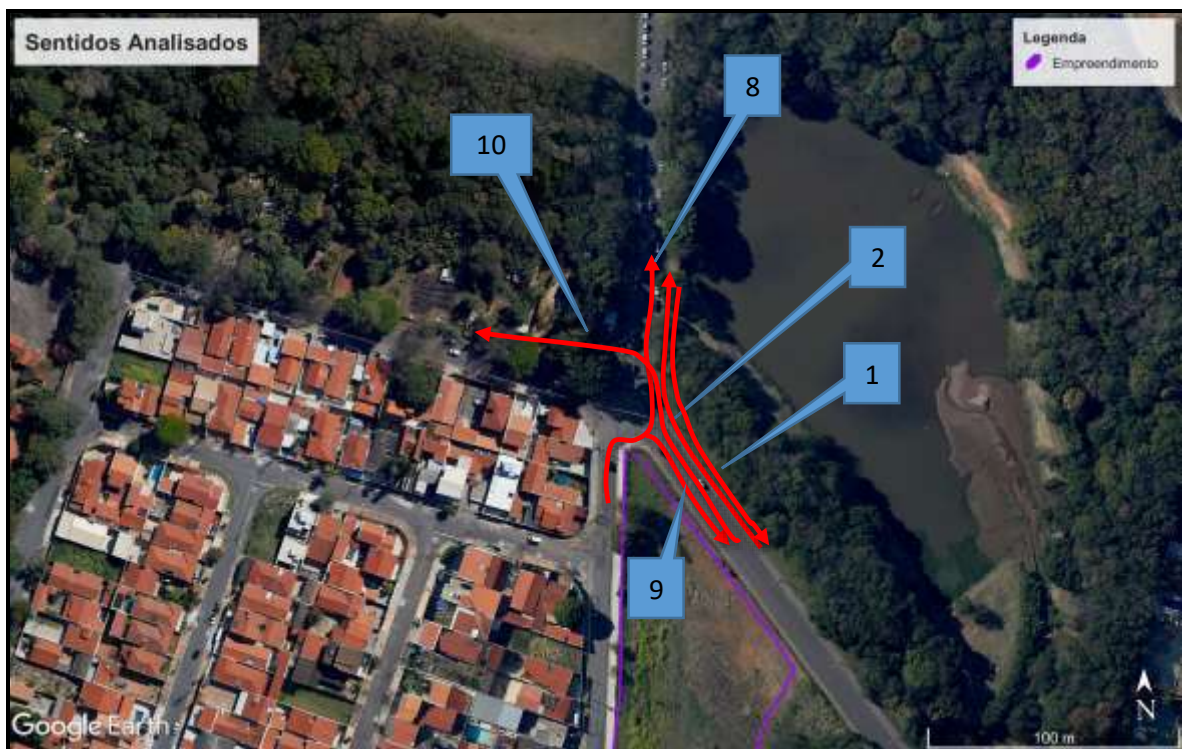 Sentidos Analisados
Legenda
Empreendimento
8
10
2
1
9
Google Earth
N
100 m